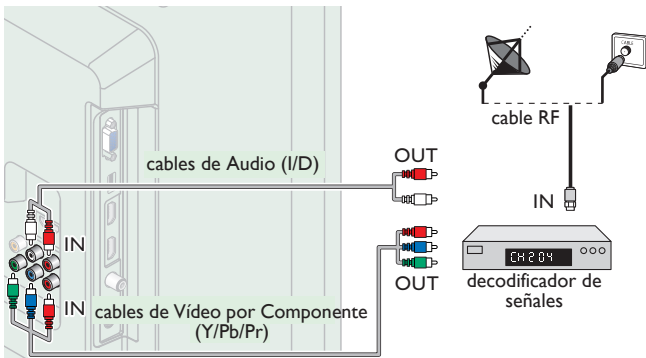 CABLE
cable RF
cables de Audio (I/D)
OUT
IN
IN
CH 204
OUT
decodificador de
señales
IN
cables de Vídeo por Componente
(Y/Pb/Pr)